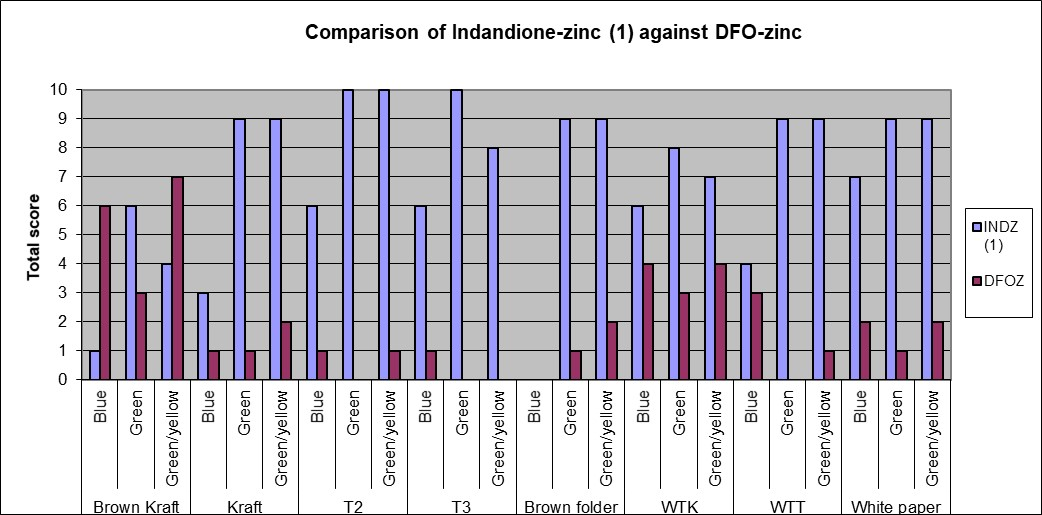 Comparison of Indandione-zinc (1) against DFO-zinc
Total score
10
9
8
7
6
5
4
3
2
1
0
Blue
Green
Green/yellow
Blue
Green
Green/yellow
Blue
Green
Green/yellow
Blue
Green
Green/yellow
Blue
Green
Green/yellow
Blue
Green
Green/yellow
Blue
Green
Green/yellow
Blue
Green
Green/yellow
Brown Kraft
Kraft
T2
T3
Brown folder
WTK
WTT
White paper
INDZ
(1)
DFOZ